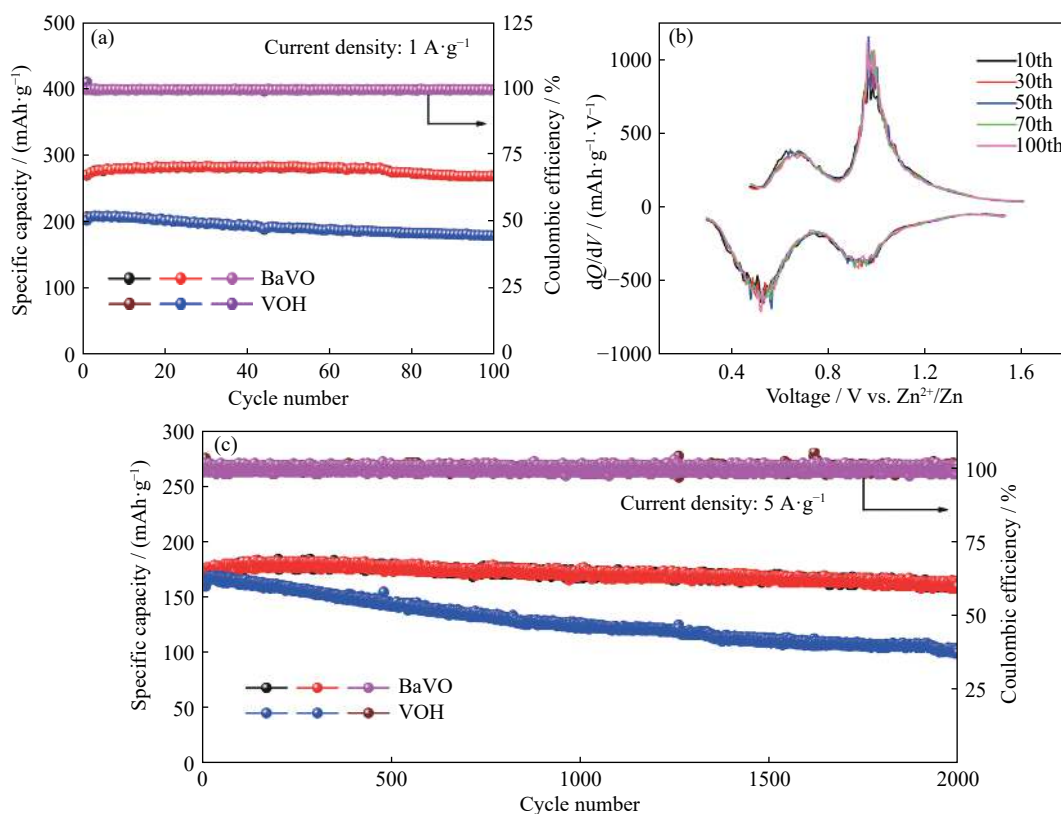 (a)
Current density: 1 A·g⁻¹
Specific capacity / (mAh·g⁻¹)
500
400
300
200
100
0
125
100
75
50
25
0
Coulombic efficiency / %
BaVO
VOH
0 20 40 60 80 100
Cycle number
(b)
10th
30th
50th
70th
100th
dQ/dV / (mAh·g⁻¹·V⁻¹)
1000
500
0
−500
−1000
0.4 0.8 1.2 1.6
Voltage / V vs. Zn²⁺/Zn
(c)
Current density: 5 A·g⁻¹
Specific capacity / (mAh·g⁻¹)
300
250
200
150
100
50
0
100
75
50
25
Coulombic efficiency / %
BaVO
VOH
0 500 1000 1500 2000
Cycle number